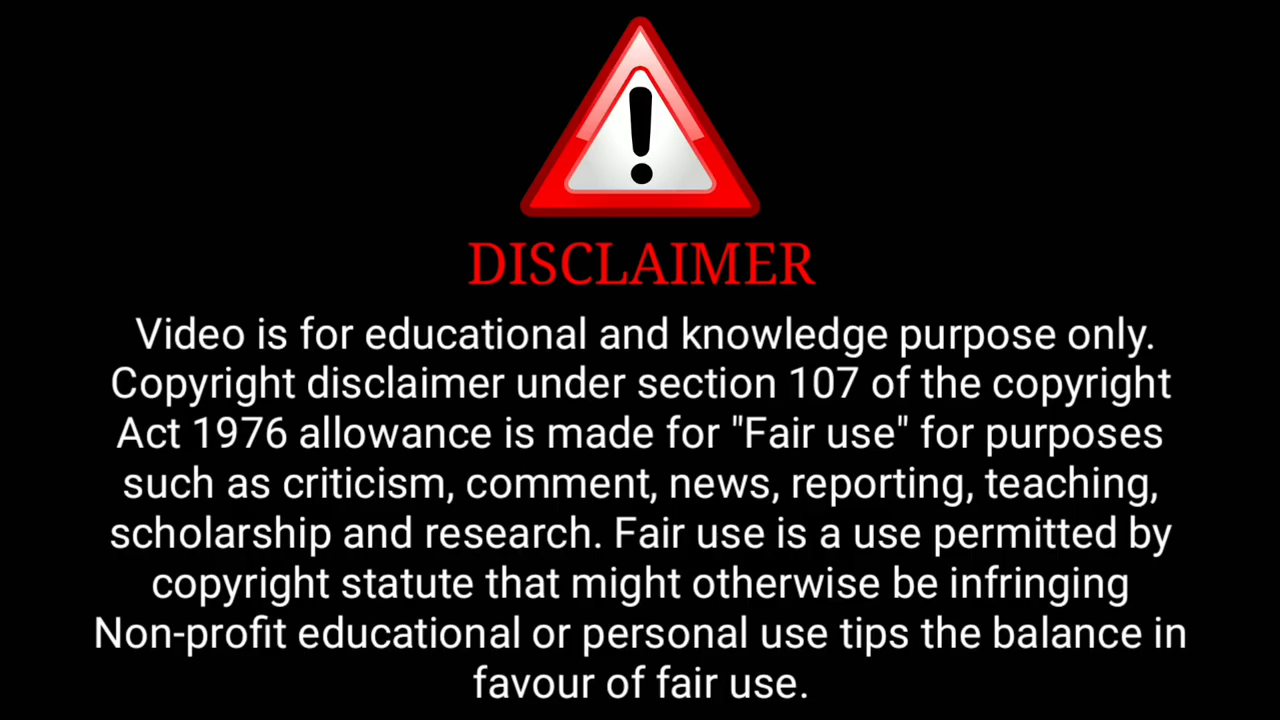 DISCLAIMER
Video is for educational and knowledge purpose only.
Copyright disclaimer under section 107 of the copyright
Act 1976 allowance is made for "Fair use" for purposes
such as criticism, comment, news, reporting, teaching,
scholarship and research. Fair use is a use permitted by
copyright statute that might otherwise be infringing
Non-profit educational or personal use tips the balance in
favour of fair use.